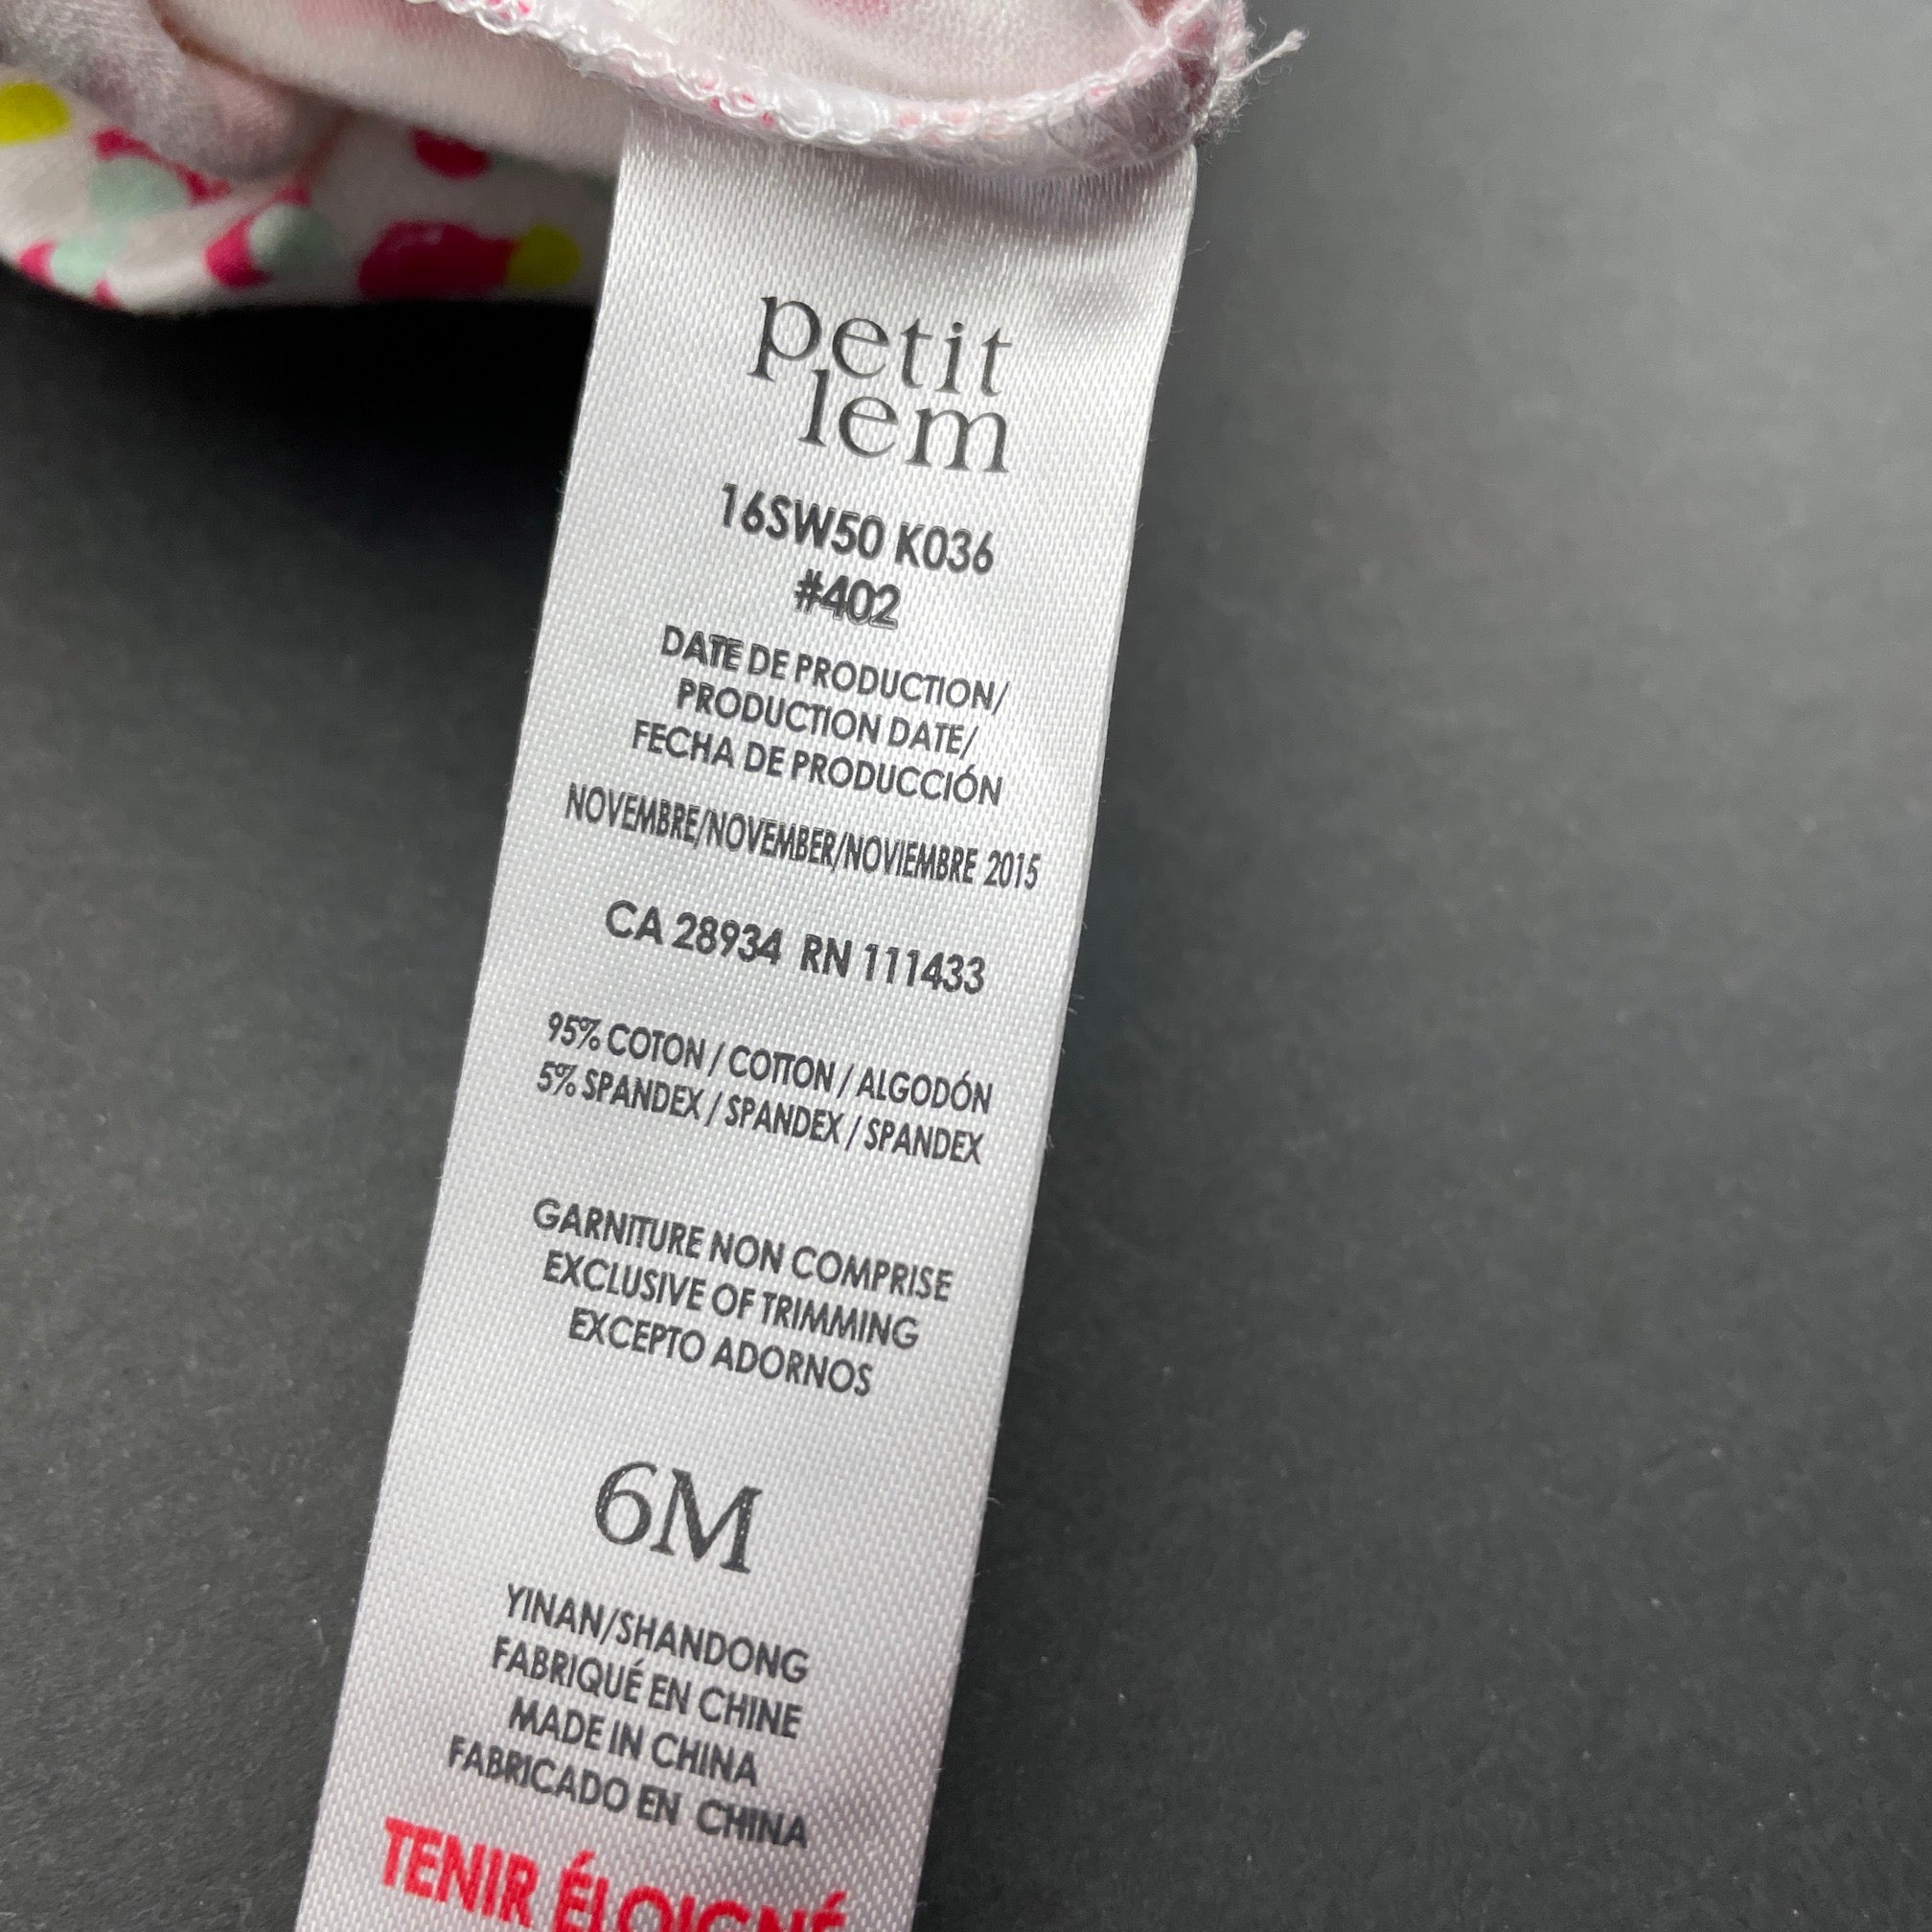 petit
lem
16SW50 K036
#402
DATE DE PRODUCTION/
PRODUCTION DATE/
FECHA DE PRODUCCIÓN
NOVEMBRE/NOVEMBER/NOVIEMBRE 2015
CA 28934 RN 111433
95% COTON / COTTON / ALGODÓN
5% SPANDEX / SPANDEX / SPANDEX
GARNITURE NON COMPRISE
EXCLUSIVE OF TRIMMING
EXCEPTO ADORNOS
6M
YINAN/SHANDONG
FABRIQUÉ EN CHINE
MADE IN CHINA
FABRICADO EN CHINA
TENIR ÉLOIGNÉ